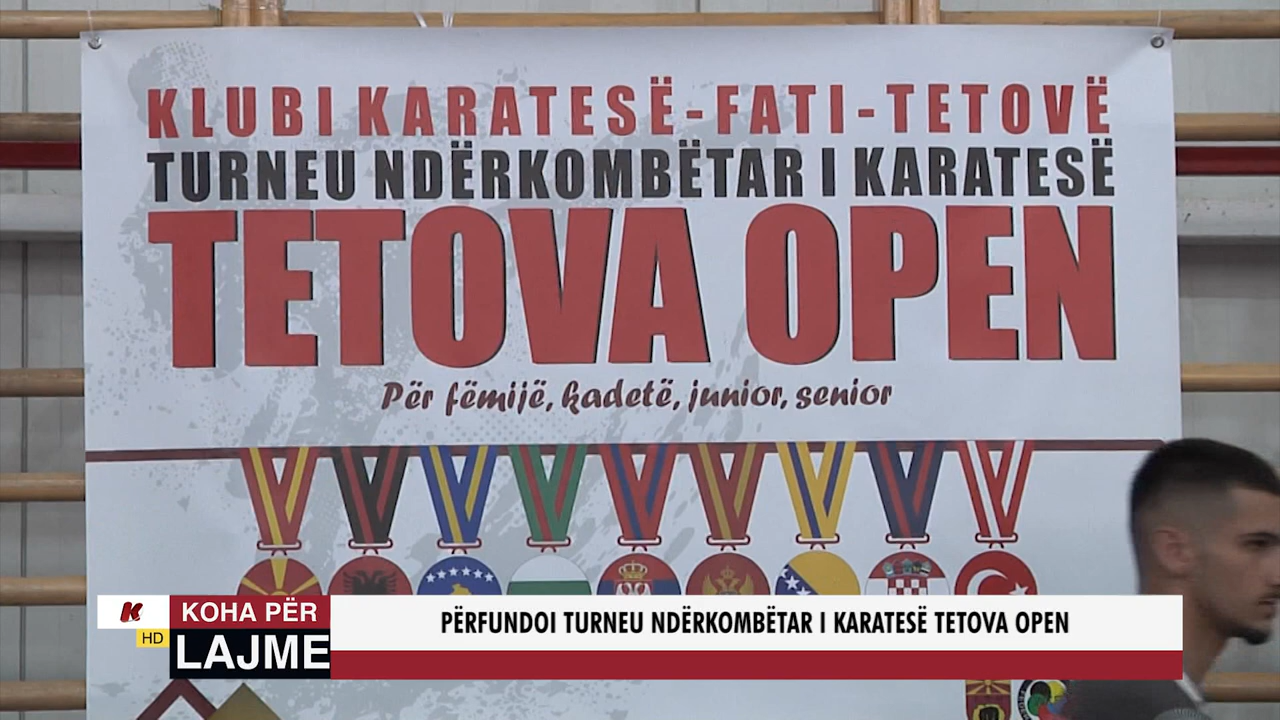 KLUBI KARATESË-FATI-TETOVË
TURNEU NDËRKOMBËTAR I KARATESË
TETOVA OPEN
Për fëmijë, kadetë, junior, senior
K
HD
KOHA PËR
LAJME
PËRFUNDOI TURNEU NDËRKOMBËTAR I KARATESË TETOVA OPEN